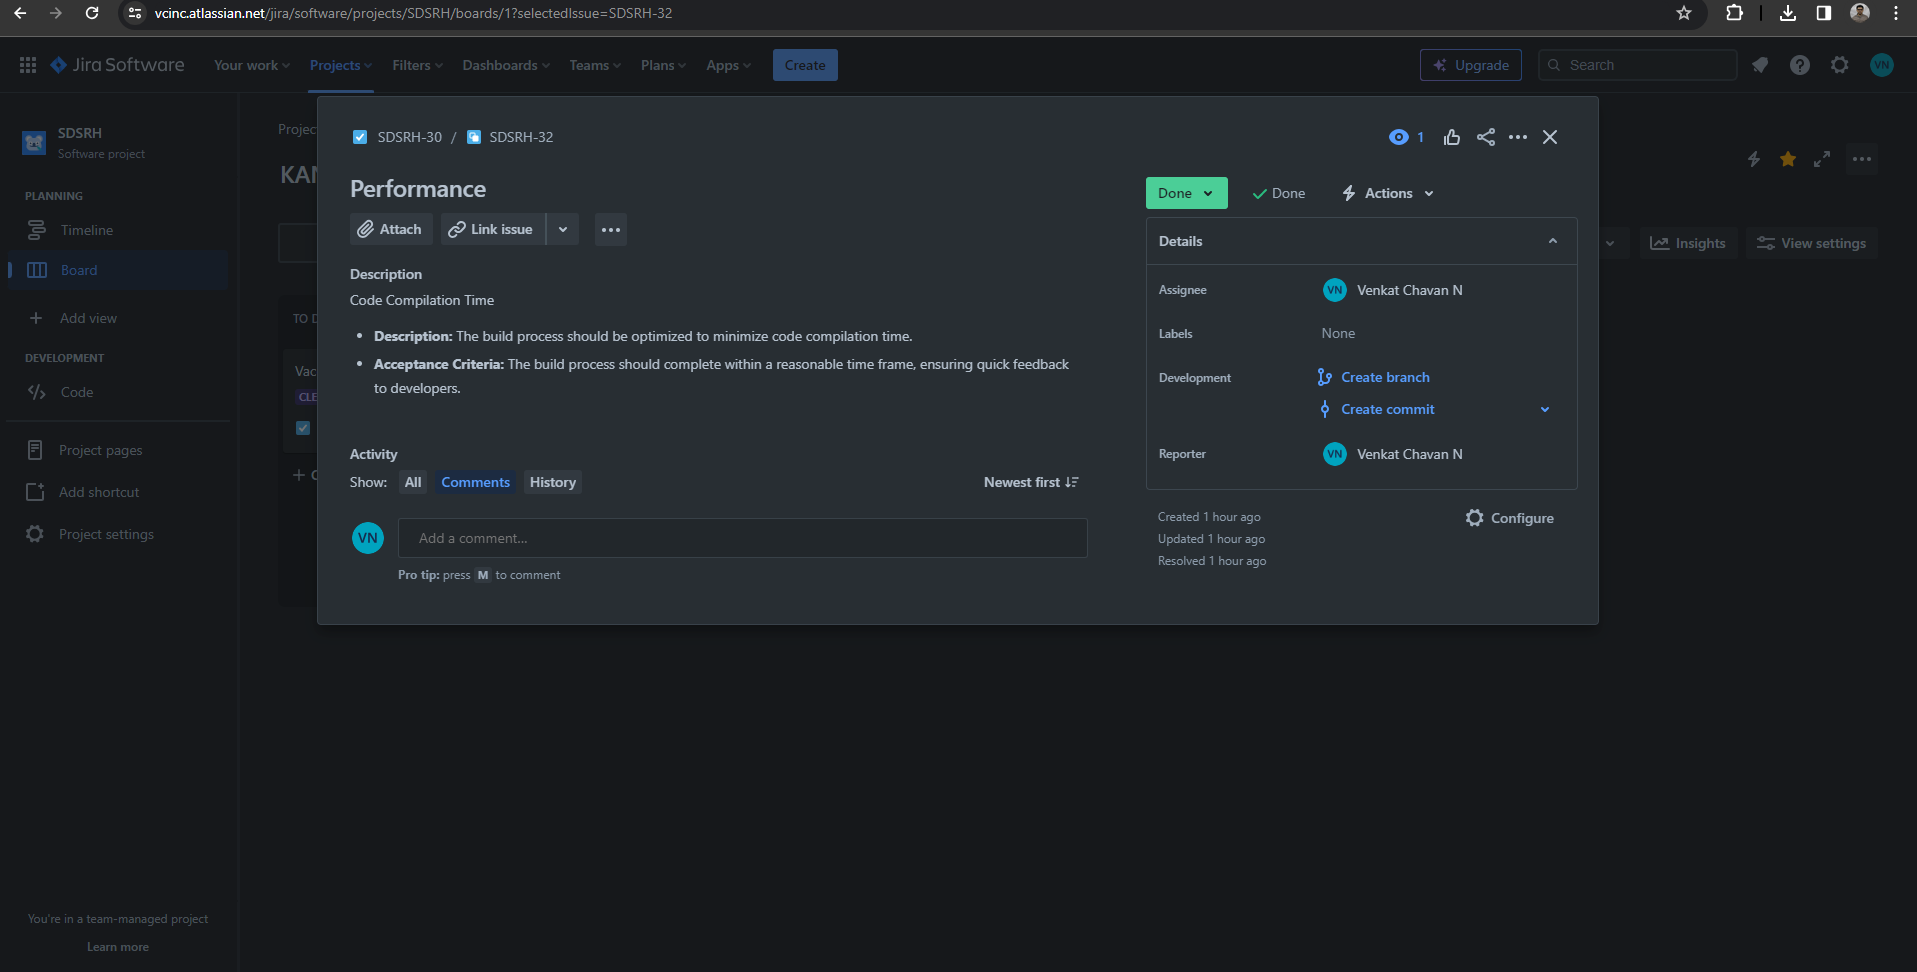 vcinc.atlassian.net/jira/software/projects/SDSRH/boards/1?selectedIssue=SDSRH-32
Jira Software
Your work
Projects
Filters
Dashboards
Teams
Plans
Apps
Create
Upgrade
Search
VN
SDSRH
Software project
PLANNING
Timeline
Board
Add view
DEVELOPMENT
Code
Project pages
Add shortcut
Project settings
You're in a team-managed project
Learn more
Projec
KAN
TO D
Vac
CLE
Insights
View settings
SDSRH-30 / SDSRH-32
1
Performance
Attach
Link issue
Description
Code Compilation Time
• Description: The build process should be optimized to minimize code compilation time.
• Acceptance Criteria: The build process should complete within a reasonable time frame, ensuring quick feedback
to developers.
Activity
Show: All Comments History
Newest first
VN
Add a comment...
Pro tip: press M to comment
Done
Done
Actions
Details
Assignee
VN Venkat Chavan N
Labels
None
Development
Create branch
Create commit
Reporter
VN Venkat Chavan N
Created 1 hour ago
Updated 1 hour ago
Resolved 1 hour ago
Configure